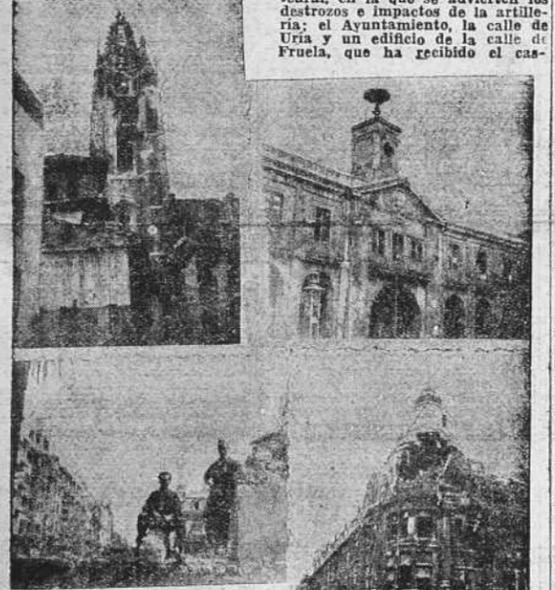 tedral, en la que se advierten los
destrozos e impactos de la artille-
ría; el Ayuntamiento, la calle de
Uría y un edificio de la calle de
Fruela, que ha recibido el cas-